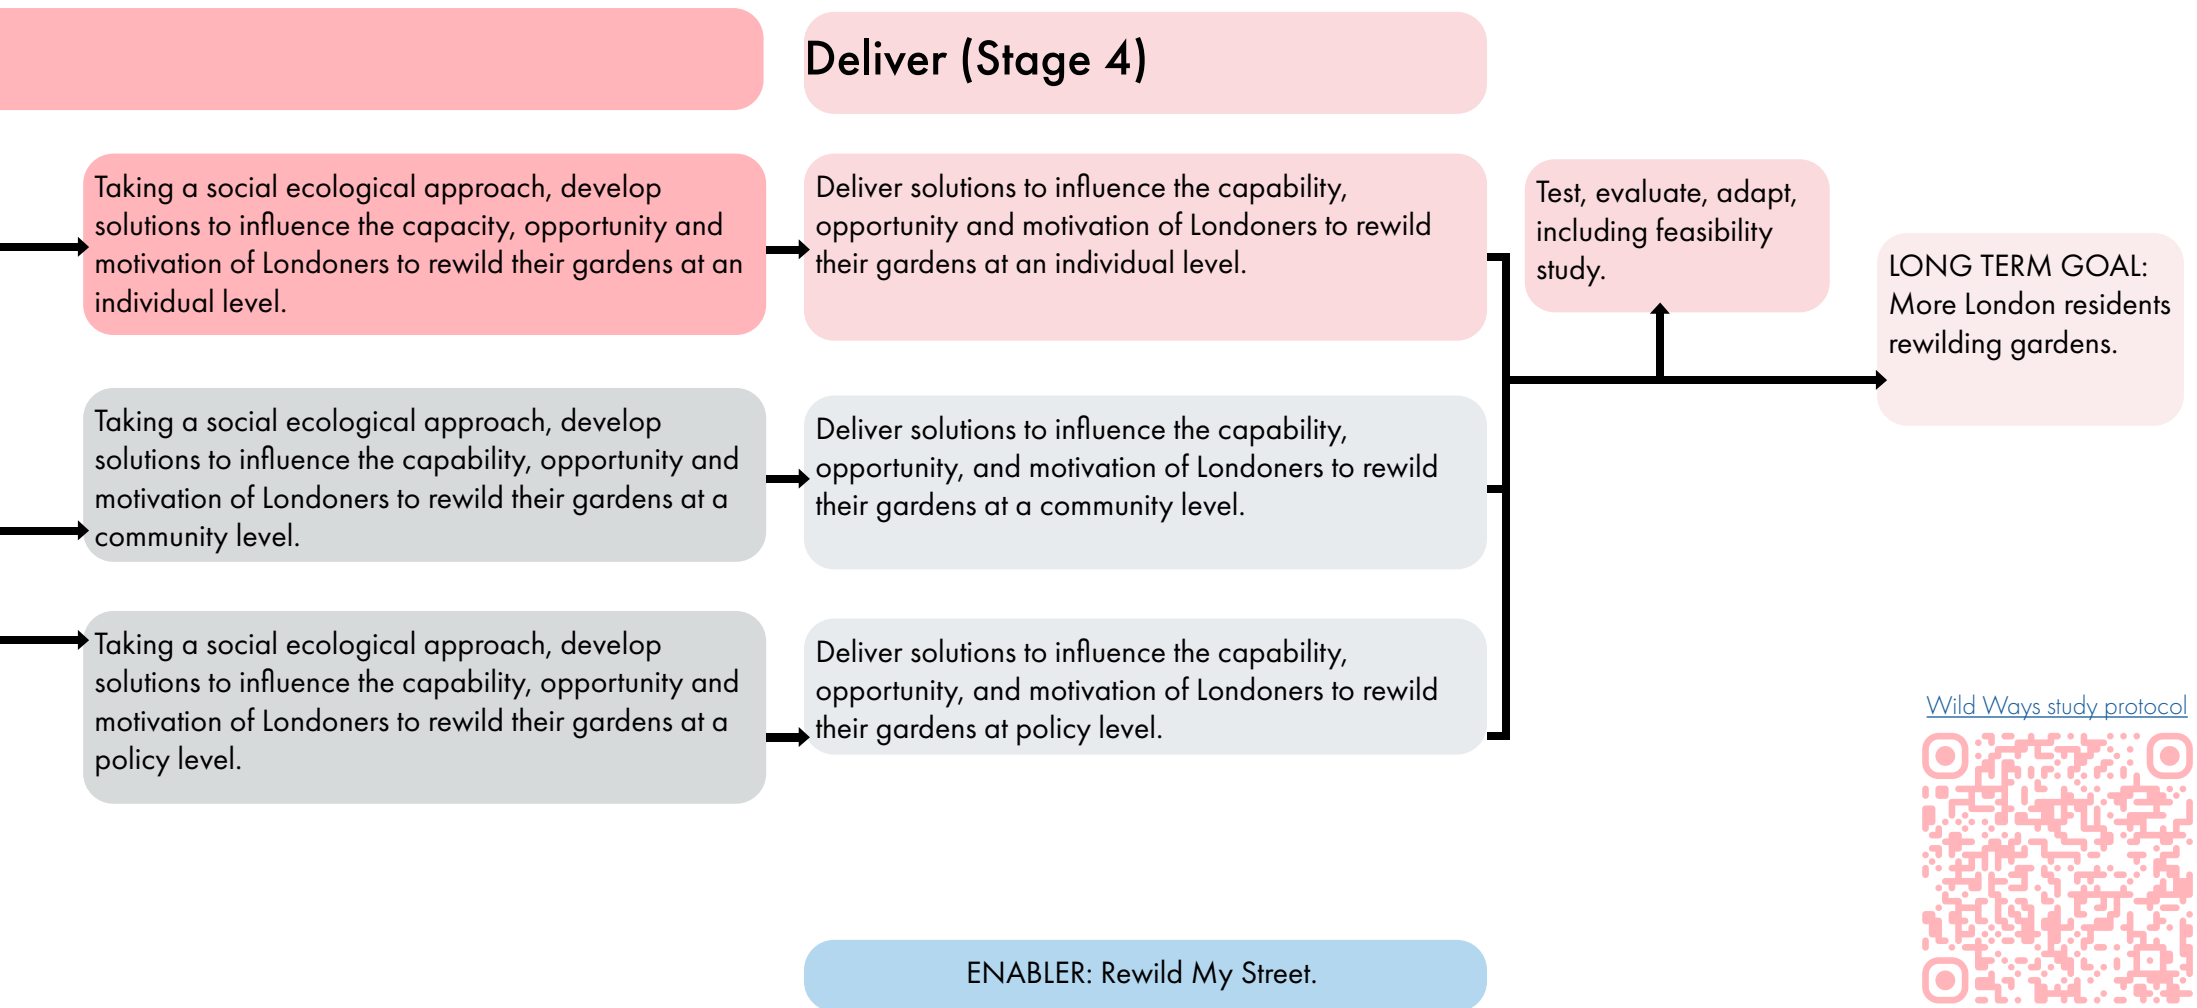 Deliver (Stage 4)
Taking a social ecological approach, develop
solutions to influence the capacity, opportunity and
motivation of Londoners to rewild their gardens at an
individual level.
Deliver solutions to influence the capability,
opportunity and motivation of Londoners to rewild
their gardens at an individual level.
Test, evaluate, adapt,
including feasibility
study.
LONG TERM GOAL:
More London residents
rewilding gardens.
Taking a social ecological approach, develop
solutions to influence the capability, opportunity and
motivation of Londoners to rewild their gardens at a
community level.
Deliver solutions to influence the capability,
opportunity, and motivation of Londoners to rewild
their gardens at a community level.
Taking a social ecological approach, develop
solutions to influence the capability, opportunity and
motivation of Londoners to rewild their gardens at a
policy level.
Deliver solutions to influence the capability,
opportunity, and motivation of Londoners to rewild
their gardens at policy level.
Wild Ways study protocol
ENABLER: Rewild My Street.